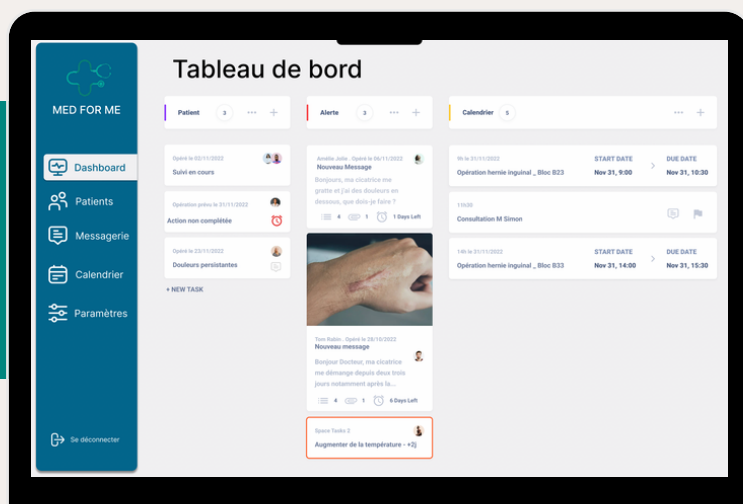 MED FOR ME
Dashboard
Patients
Messagerie
Calendrier
Paramètres
Se déconnecter
Tableau de bord
Patient 3
Opéré le 02/11/2022
Suivi en cours
Opération prévu le 31/11/2022
Action non complétée
Opéré le 23/11/2022
Douleurs persistantes
+ NEW TASK
Alerte 3
Amélie Jolie . Opéré le 06/11/2022
Nouveau Message
Bonjours, ma cicatrice me
gratte et j'ai des douleurs en
dessous, que dois-je faire ?
4 1 1 Days Left
Tom Rable . Opéré le 28/10/2022
Nouveau message
Bonjour Docteur, ma cicatrice
me démange depuis deux trois
jours notamment après la...
4 1 6 Days Left
Space Tasks 2
Augmenter de la température - +2j
Calendrier 5
9h le 31/11/2022
Opération hernie inguinal _ Bloc B23
START DATE
Nov 31, 9:00
>
DUE DATE
Nov 31, 10:30
11H30
Consultation M Simon
14h le 31/11/2022
Opération hernie inguinal _ Bloc B33
START DATE
Nov 31, 14:00
>
DUE DATE
Nov 31, 15:30